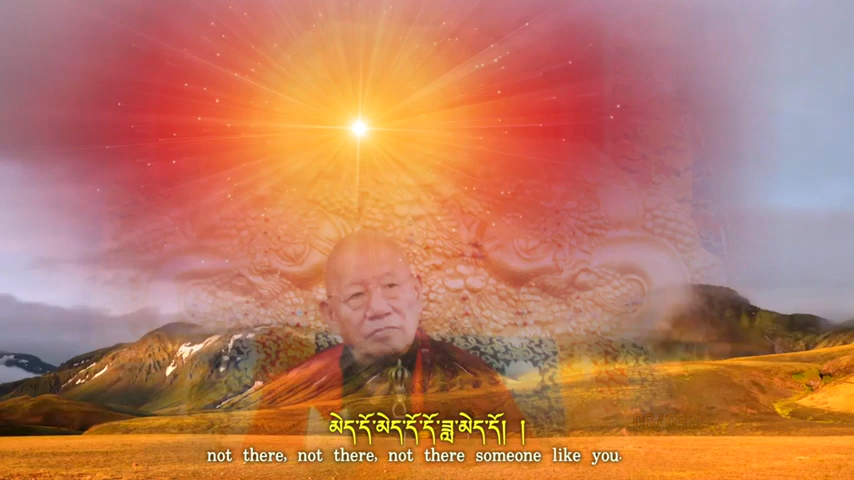 མེད་དོ་མེད་དོ་དོ་ཟླ་མེད་དོ། །
not there, not there, not there someone like you.